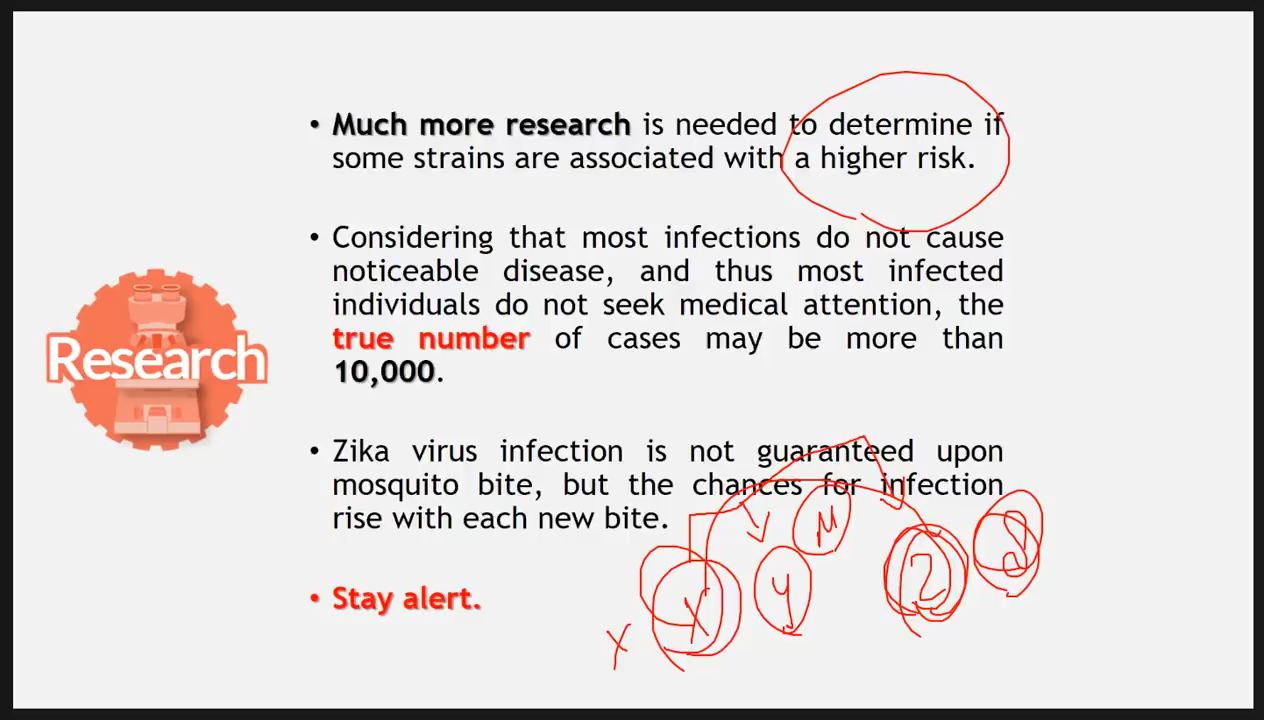 • Much more research is needed to determine if
some strains are associated with a higher risk.
• Considering that most infections do not cause
noticeable disease, and thus most infected
individuals do not seek medical attention, the
true number of cases may be more than
10,000.
Research
• Zika virus infection is not guaranteed upon
mosquito bite, but the chances for infection
rise with each new bite.
• Stay alert.
M
X y 2
X